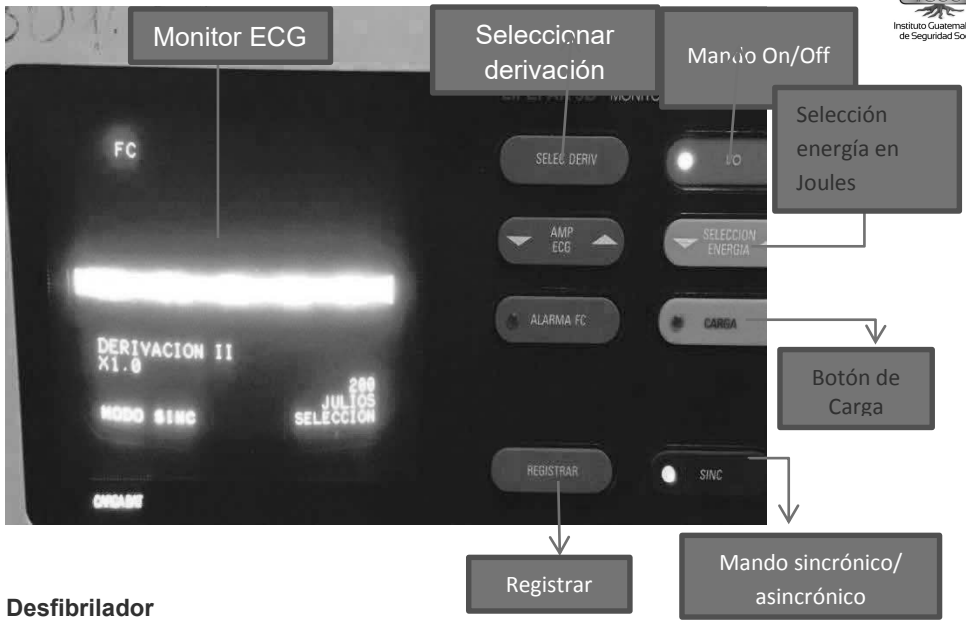 Monitor ECG
Seleccionar
derivación
Mando On/Off
Instituto
de Seguridad
Selección
energía en
Joules
FC
SELEC DERIV
I/O
AMP
ECG
SELECCION
ENERGIA
ALARMA FC
CARGA
DERIVACION II
X1.0
200
JULIOS
SELECCION
MODO SINC
Botón de
Carga
REGISTRAR
SINC
Registrar
Mando sincrónico/
asincrónico
Desfibrilador